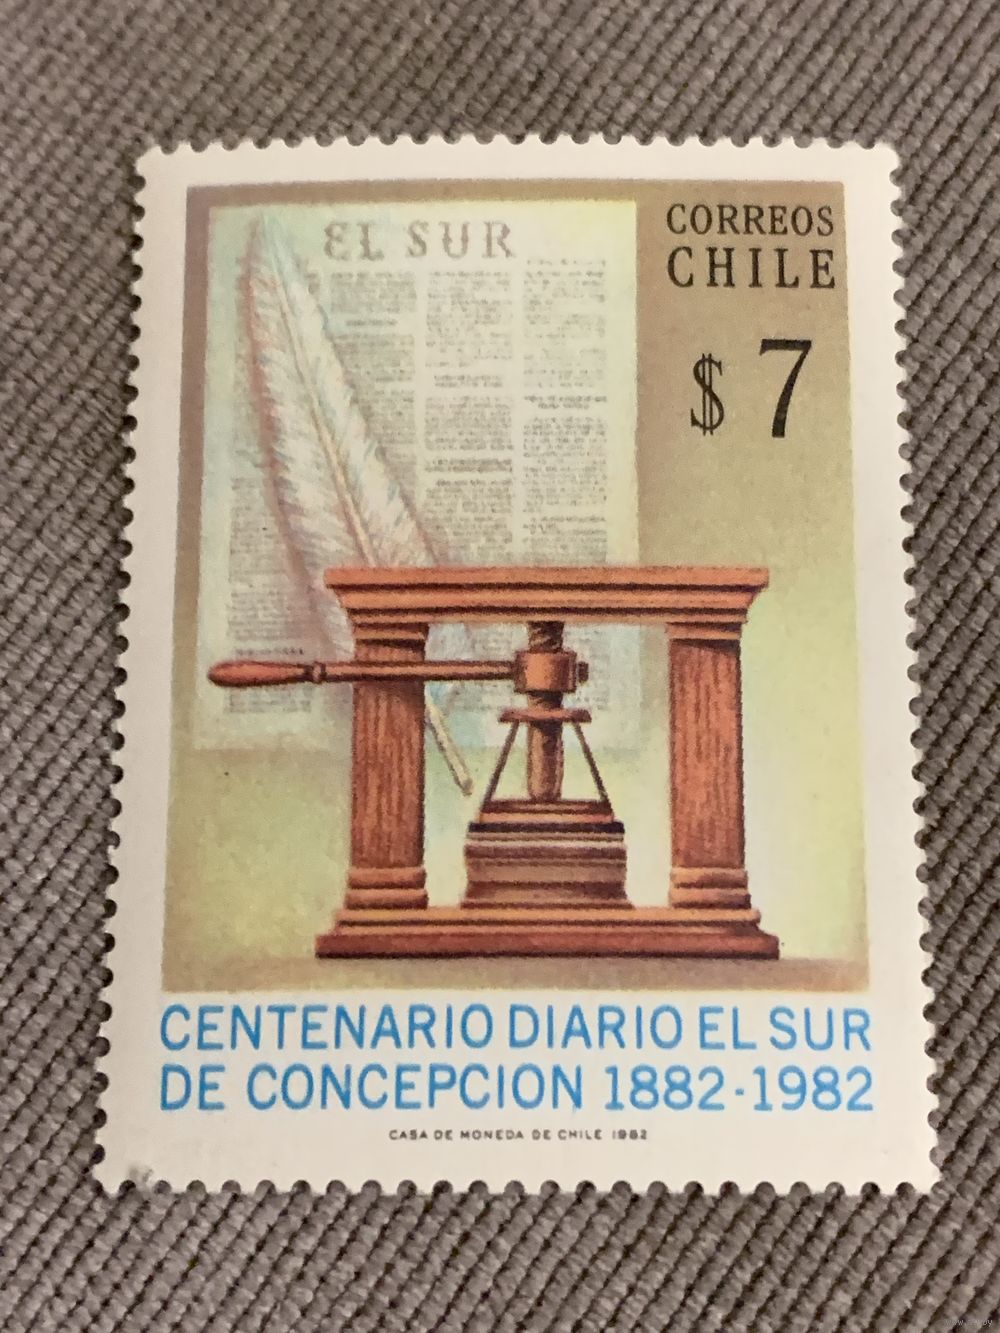 EL SUR
CORREOS
CHILE
$ 7
CENTENARIO DIARIO EL SUR
DE CONCEPCION 1882-1982
CASA DE MONEDA DE CHILE 1982